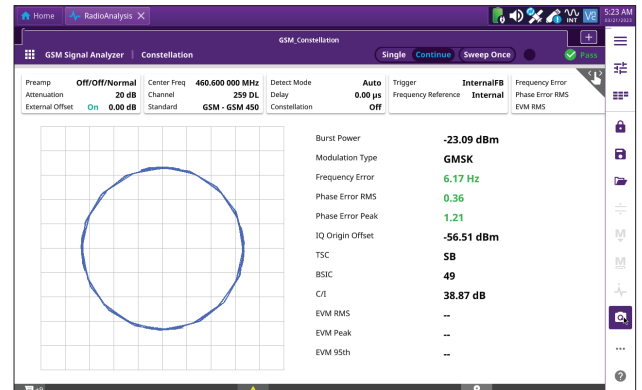 Home
RadioAnalysis
INT
5:23 AM
03/21/2023
GSM_Constellation
GSM Signal Analyzer | Constellation
Single Continue Sweep Once
Pass
Preamp Off/Off/Normal
Attenuation 20 dB
External Offset On 0.00 dB
Center Freq 460.600 000 MHz
Channel 259 DL
Standard GSM - GSM 450
Detect Mode Auto
Delay 0.00 µs
Constellation Off
Trigger InternalFB
Frequency Reference Internal
Frequency Error
Phase Error RMS
EVM RMS
Burst Power -23.09 dBm
Modulation Type GMSK
Frequency Error 6.17 Hz
Phase Error RMS 0.36
Phase Error Peak 1.21
IQ Origin Offset -56.51 dBm
TSC SB
BSIC 49
C/I 38.87 dB
EVM RMS --
EVM Peak --
EVM 95th --